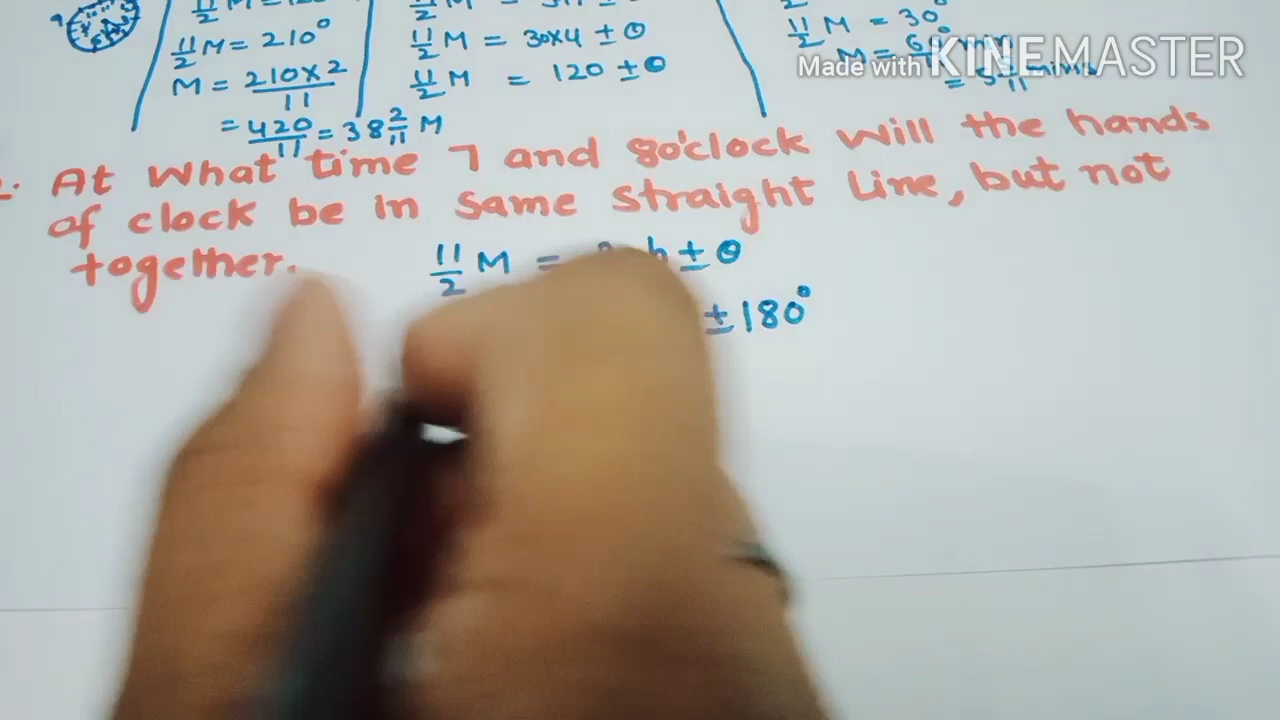 11/2 M = 210°
M = 210×2/11
= 420/11 = 38 2/11 M
11/2 M = 30×4 ± θ
11/2 M = 120 ± θ
11/2 M = 30°
Made with KINEMASTER
At What time 7 and 8o'clock will the hands
of clock be in same straight Line, but not
together.
11/2 M = ± θ
± 180°